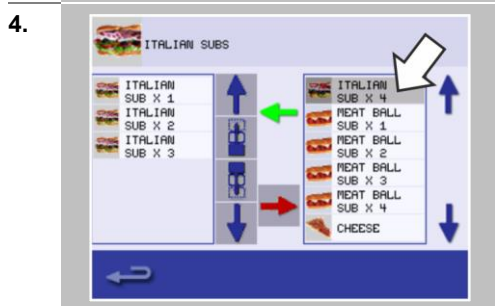 4.
ITALIAN SUBS
ITALIAN
SUB X 1
ITALIAN
SUB X 2
ITALIAN
SUB X 3
ITALIAN
SUB X 4
MEAT BALL
SUB X 1
MEAT BALL
SUB X 2
MEAT BALL
SUB X 3
MEAT BALL
SUB X 4
CHEESE